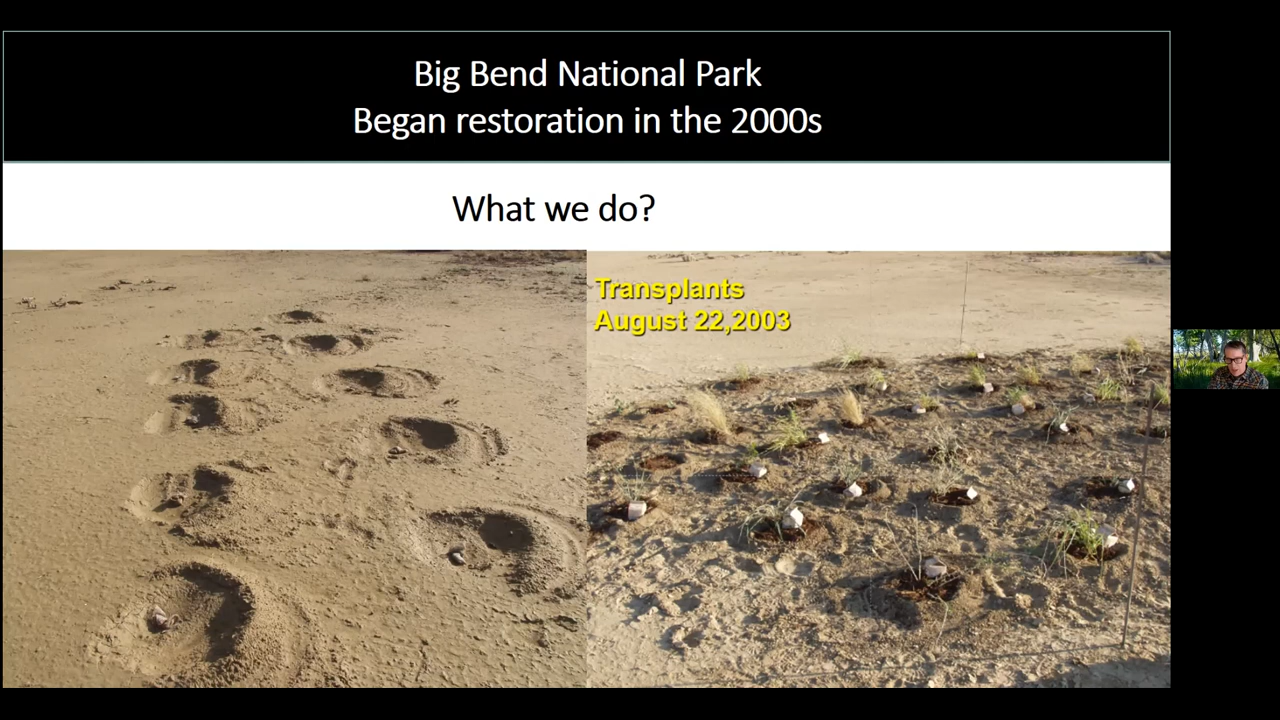 Big Bend National Park
Began restoration in the 2000s
What we do?
Transplants
August 22,2003